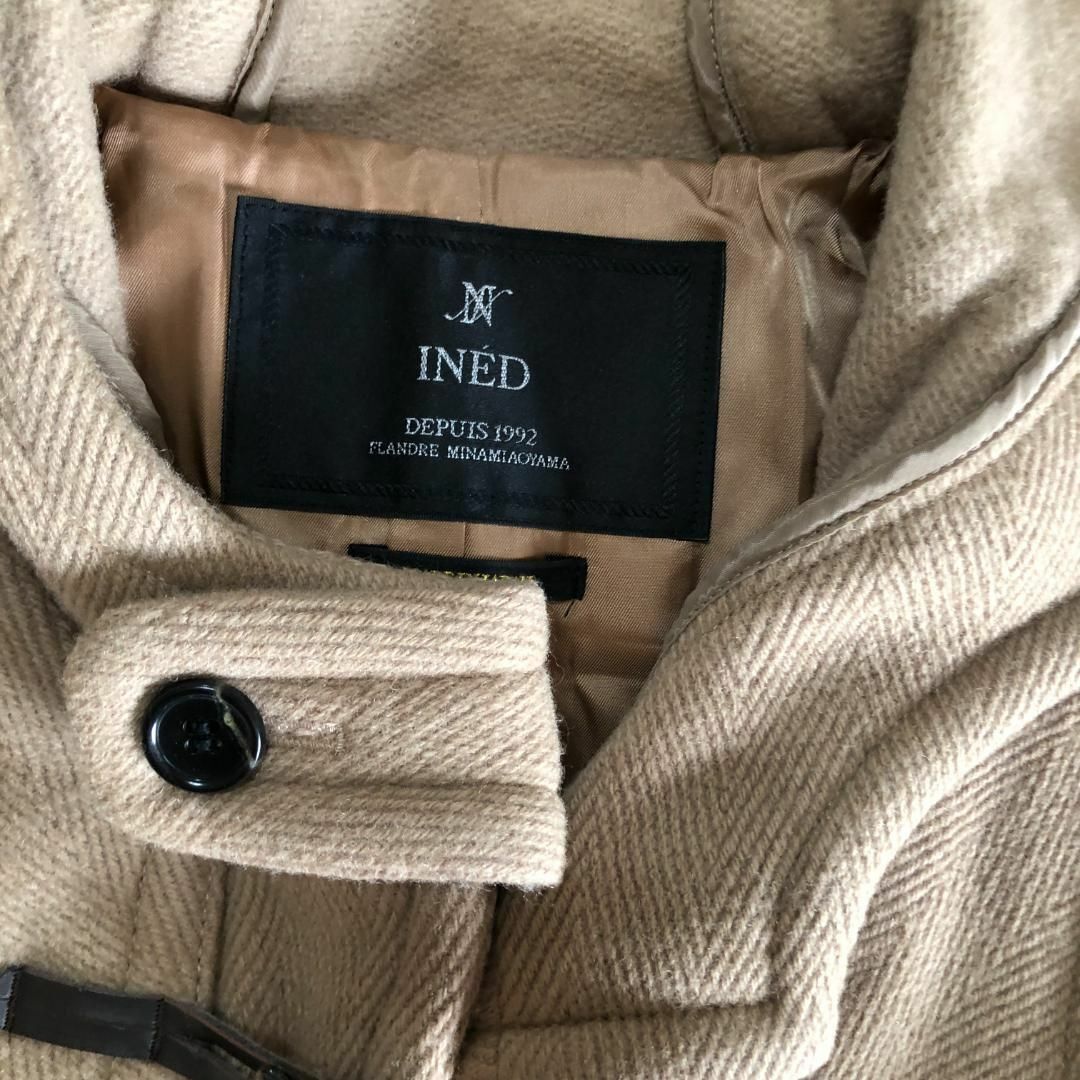 INÉD
DEPUIS 1992
FLANDRE MINAMIAOYAMA